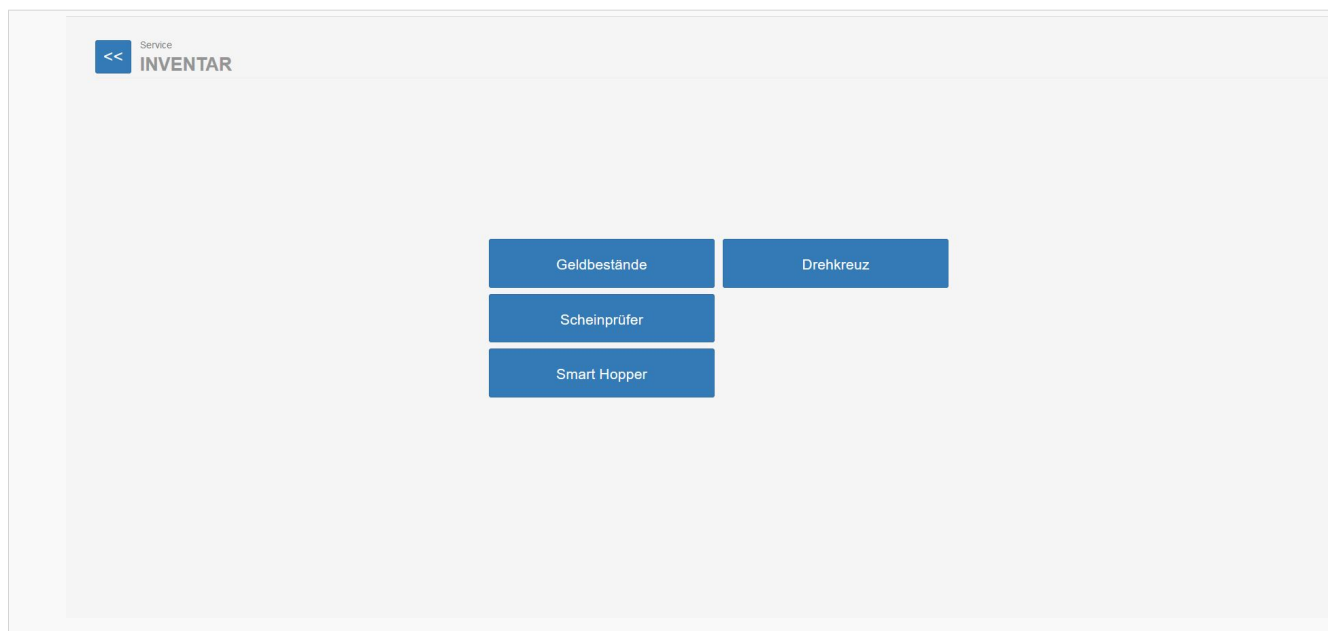 <<
Service
INVENTAR
Geldbestände
Drehkreuz
Scheinprüfer
Smart Hopper